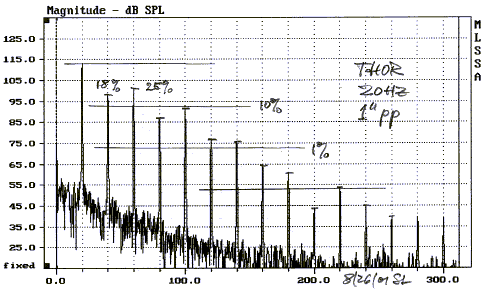 Magnitude - dB SPL
125.0
115.0
105.0
95.0
85.0
75.0
65.0
55.0
45.0
35.0
25.0
fixed
0.0
100.0
200.0
300.0
18%
25%
10%
1%
THOR
20HZ
1" pp
8/26/01 SL
MLSSA